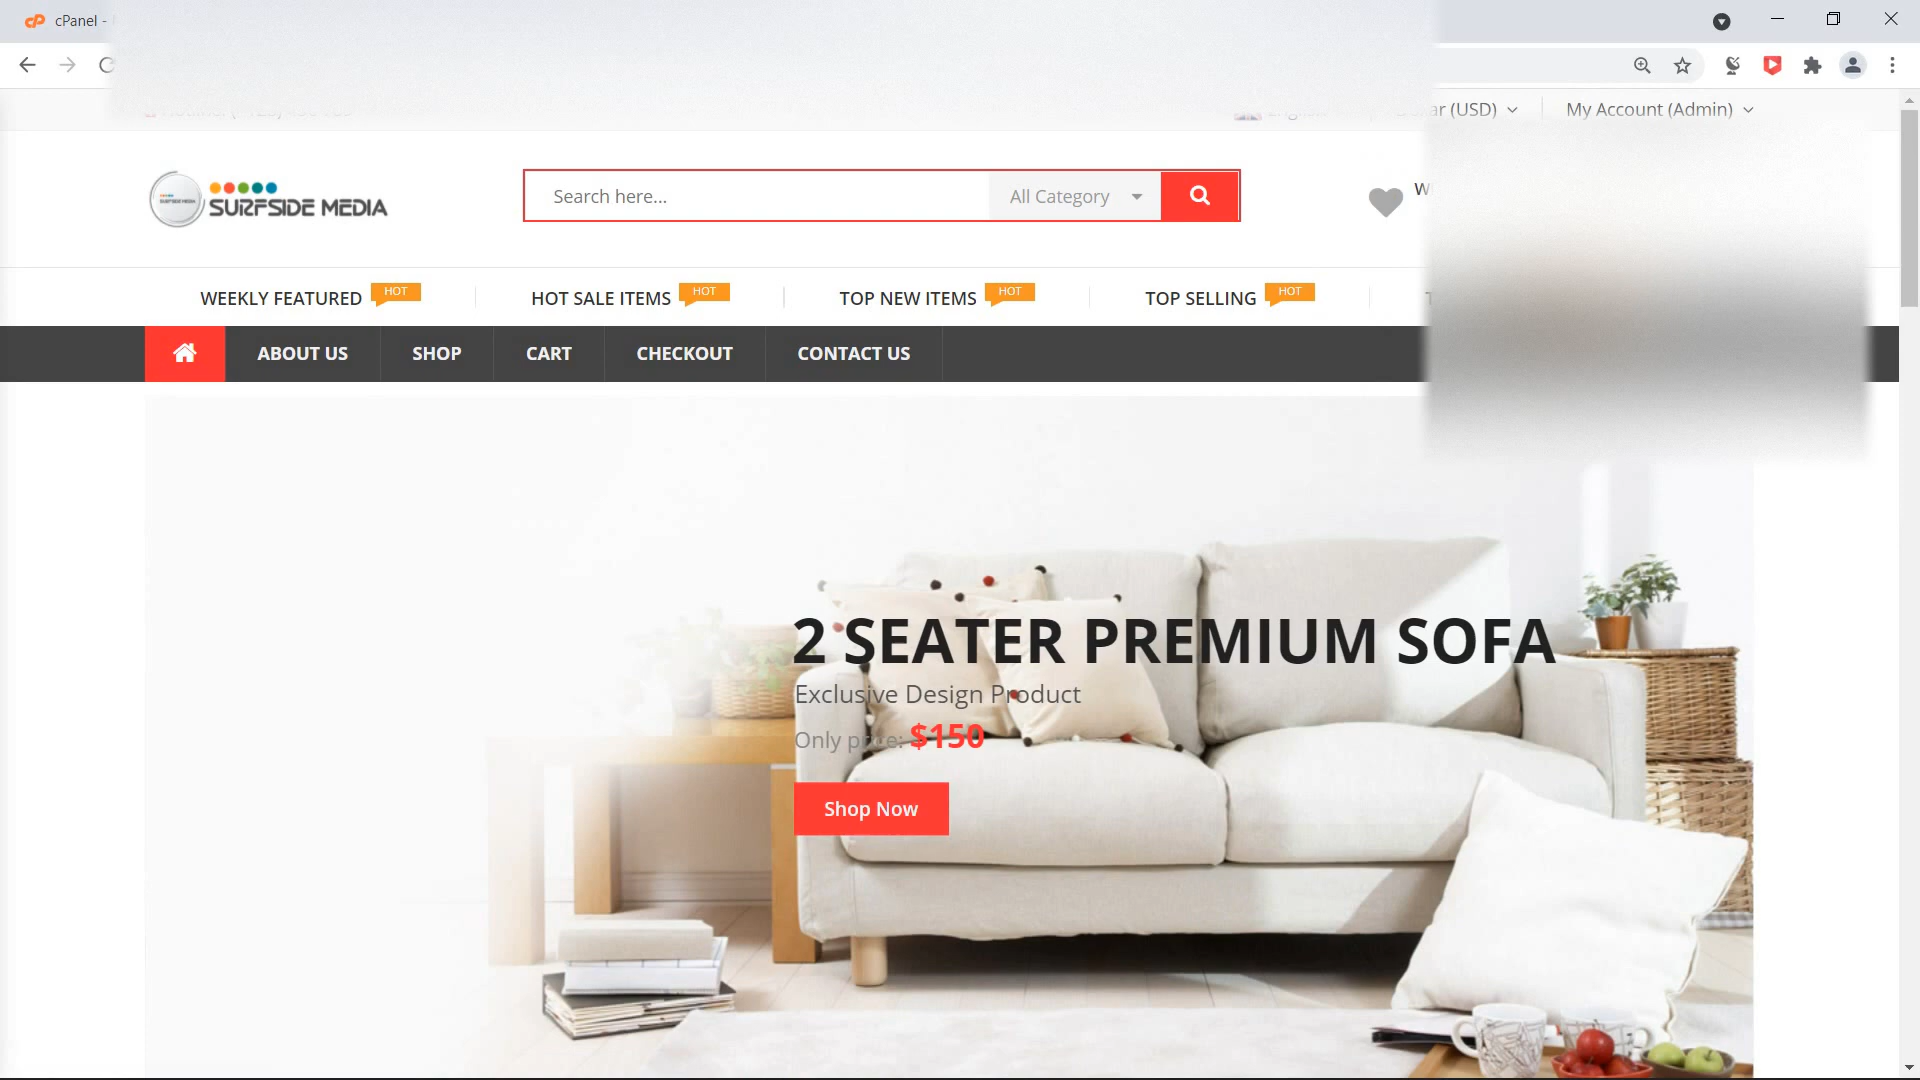 cPanel -
ar (USD)
My Account (Admin)
SURFSIDE MEDIA
Search here...
All Category
WEEKLY FEATURED HOT
HOT SALE ITEMS HOT
TOP NEW ITEMS HOT
TOP SELLING HOT
ABOUT US
SHOP
CART
CHECKOUT
CONTACT US
2 SEATER PREMIUM SOFA
Exclusive Design Product
Only price: $150
Shop Now